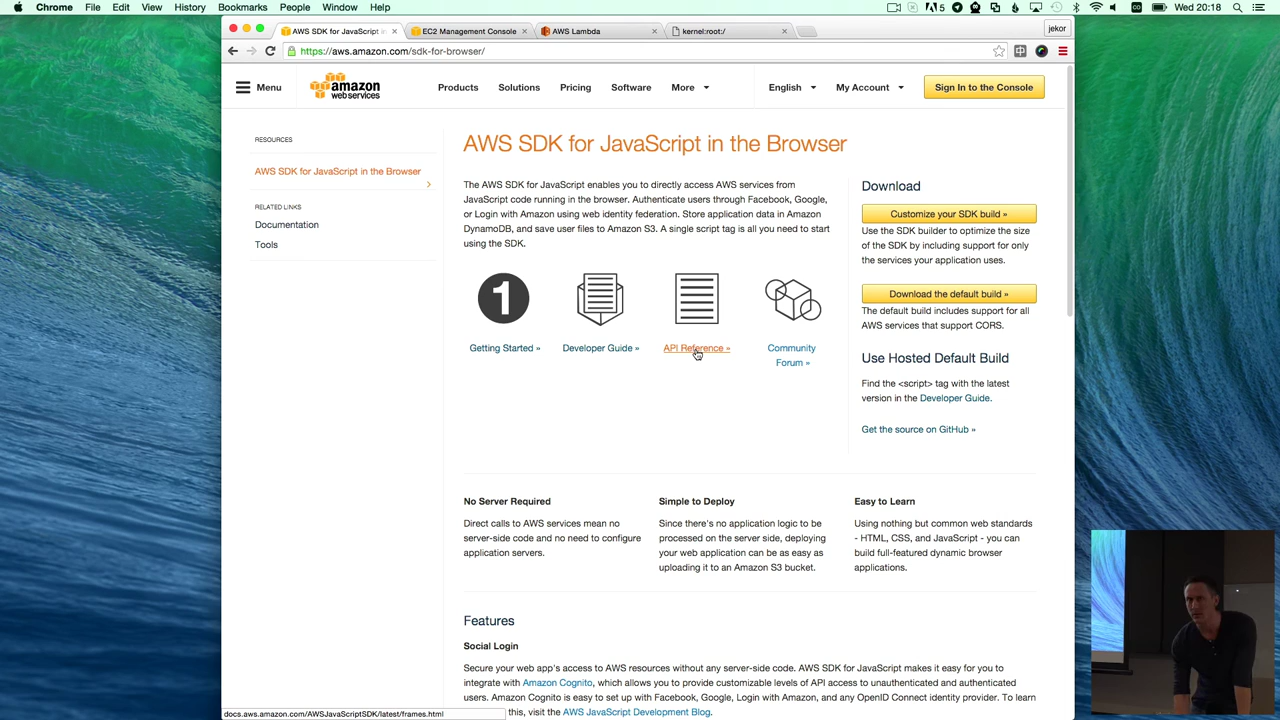 Chrome File Edit View History Bookmarks People Window Help
5
Wed 20:18
AWS SDK for JavaScript in
EC2 Management Console
AWS Lambda
kernel:root:/
jekor
https://aws.amazon.com/sdk-for-browser/
Menu
amazon
web services
Products
Solutions
Pricing
Software
More
English
My Account
Sign In to the Console
RESOURCES
AWS SDK for JavaScript in the Browser
RELATED LINKS
Documentation
Tools
AWS SDK for JavaScript in the Browser
The AWS SDK for JavaScript enables you to directly access AWS services from
JavaScript code running in the browser. Authenticate users through Facebook, Google,
or Login with Amazon using web identity federation. Store application data in Amazon
DynamoDB, and save user files to Amazon S3. A single script tag is all you need to start
using the SDK.
1
Getting Started »
Developer Guide »
API Reference »
Community
Forum »
Download
Customize your SDK build »
Use the SDK builder to optimize the size
of the SDK by including support for only
the services your application uses.
Download the default build »
The default build includes support for all
AWS services that support CORS.
Use Hosted Default Build
Find the <script> tag with the latest
version in the Developer Guide.
Get the source on GitHub »
No Server Required
Direct calls to AWS services mean no
server-side code and no need to configure
application servers.
Simple to Deploy
Since there's no application logic to be
processed on the server side, deploying
your web application can be as easy as
uploading it to an Amazon S3 bucket.
Easy to Learn
Using nothing but common web standards
- HTML, CSS, and JavaScript - you can
build full-featured dynamic browser
applications.
Features
Social Login
Secure your web app's access to AWS resources without any server-side code. AWS SDK for JavaScript makes it easy for you to
integrate with Amazon Cognito, which allows you to provide customizable levels of API access to unauthenticated and authenticated
users. Amazon Cognito is easy to set up with Facebook, Google, Login with Amazon, and any OpenID Connect identity provider. To learn
this, visit the AWS JavaScript Development Blog.
docs.aws.amazon.com/AWSJavaScriptSDK/latest/frames.html